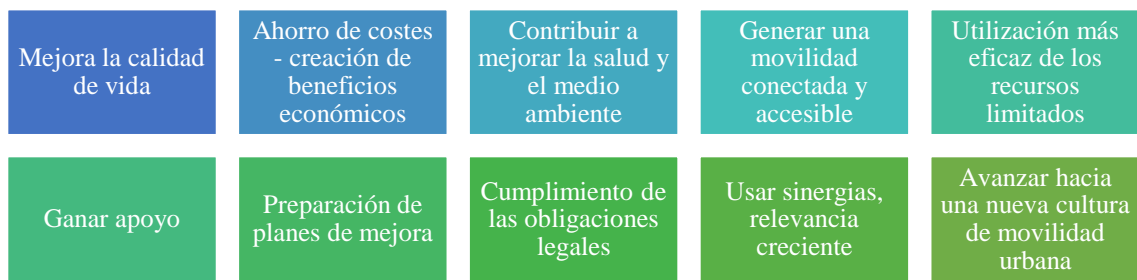 Mejora la calidad
de vida
Ahorro de costes
- creación de
beneficios
económicos
Contribuir a
mejorar la salud y
el medio
ambiente
Generar una
movilidad
conectada y
accesible
Utilización más
eficaz de los
recursos
limitados
Ganar apoyo
Preparación de
planes de mejora
Cumplimiento de
las obligaciones
legales
Usar sinergias,
relevancia
creciente
Avanzar hacia
una nueva cultura
de movilidad
urbana